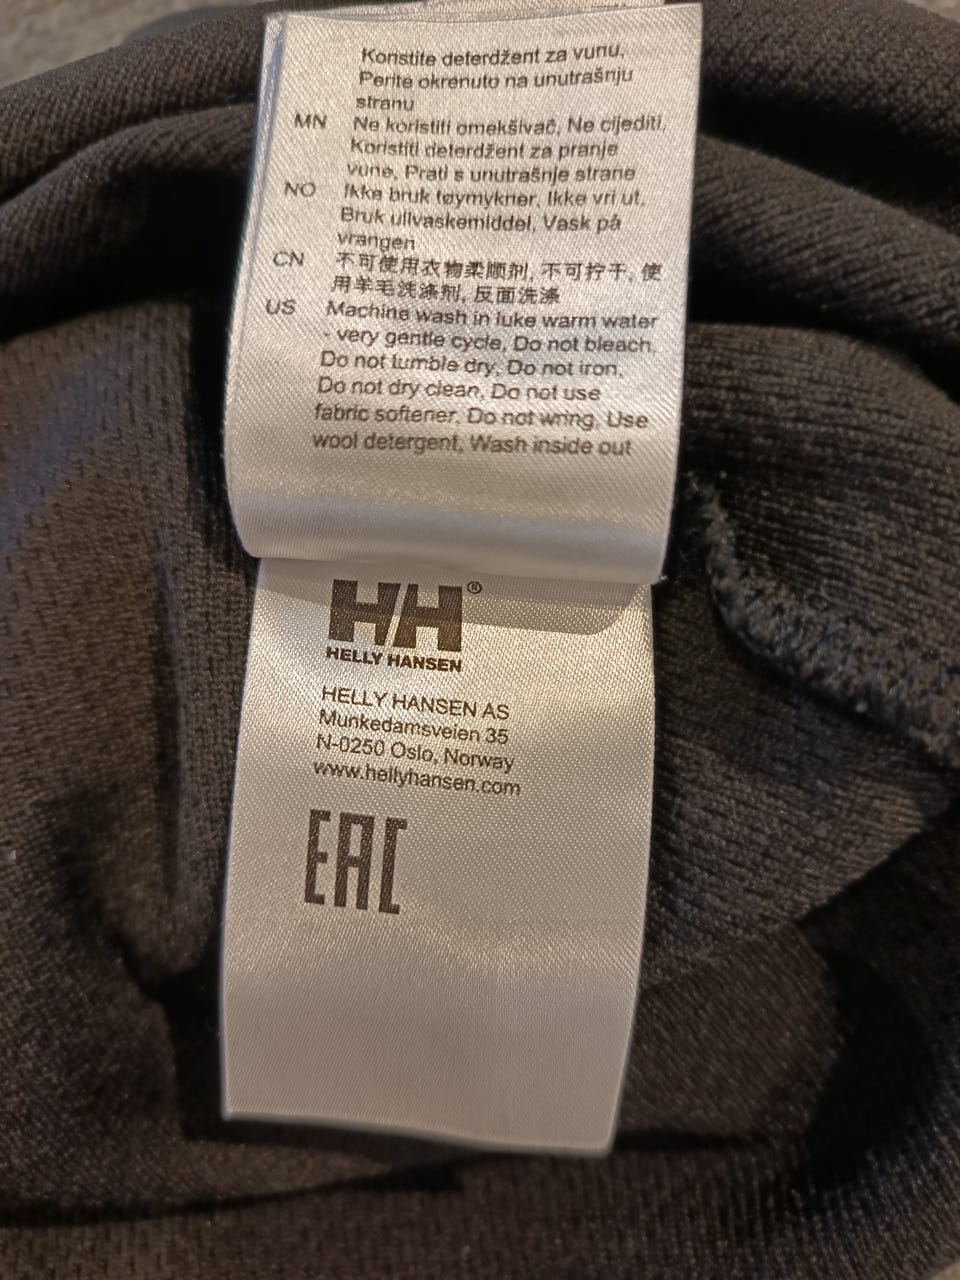 Koristite deterdžent za vunu.
Perite okrenuto na unutrašnju
stranu
MN Ne koristiti omekšivač, Ne cijediti,
Koristiti deterdžent za pranje
vune, Prati s unutrašnje strane
NO Ikke bruk tøymykner, Ikke vri ut,
Bruk ullvaskemiddel, Vask på
vrangen
CN 不可使用衣物柔顺剂, 不可拧干, 使
用羊毛洗涤剂, 反面洗涤
US Machine wash in luke warm water
- very gentle cycle, Do not bleach,
Do not tumble dry, Do not iron,
Do not dry clean, Do not use
fabric softener, Do not wring, Use
wool detergent, Wash inside out
HH®
HELLY HANSEN
HELLY HANSEN AS
Munkedamsveien 35
N-0250 Oslo, Norway
www.hellyhansen.com
EAC